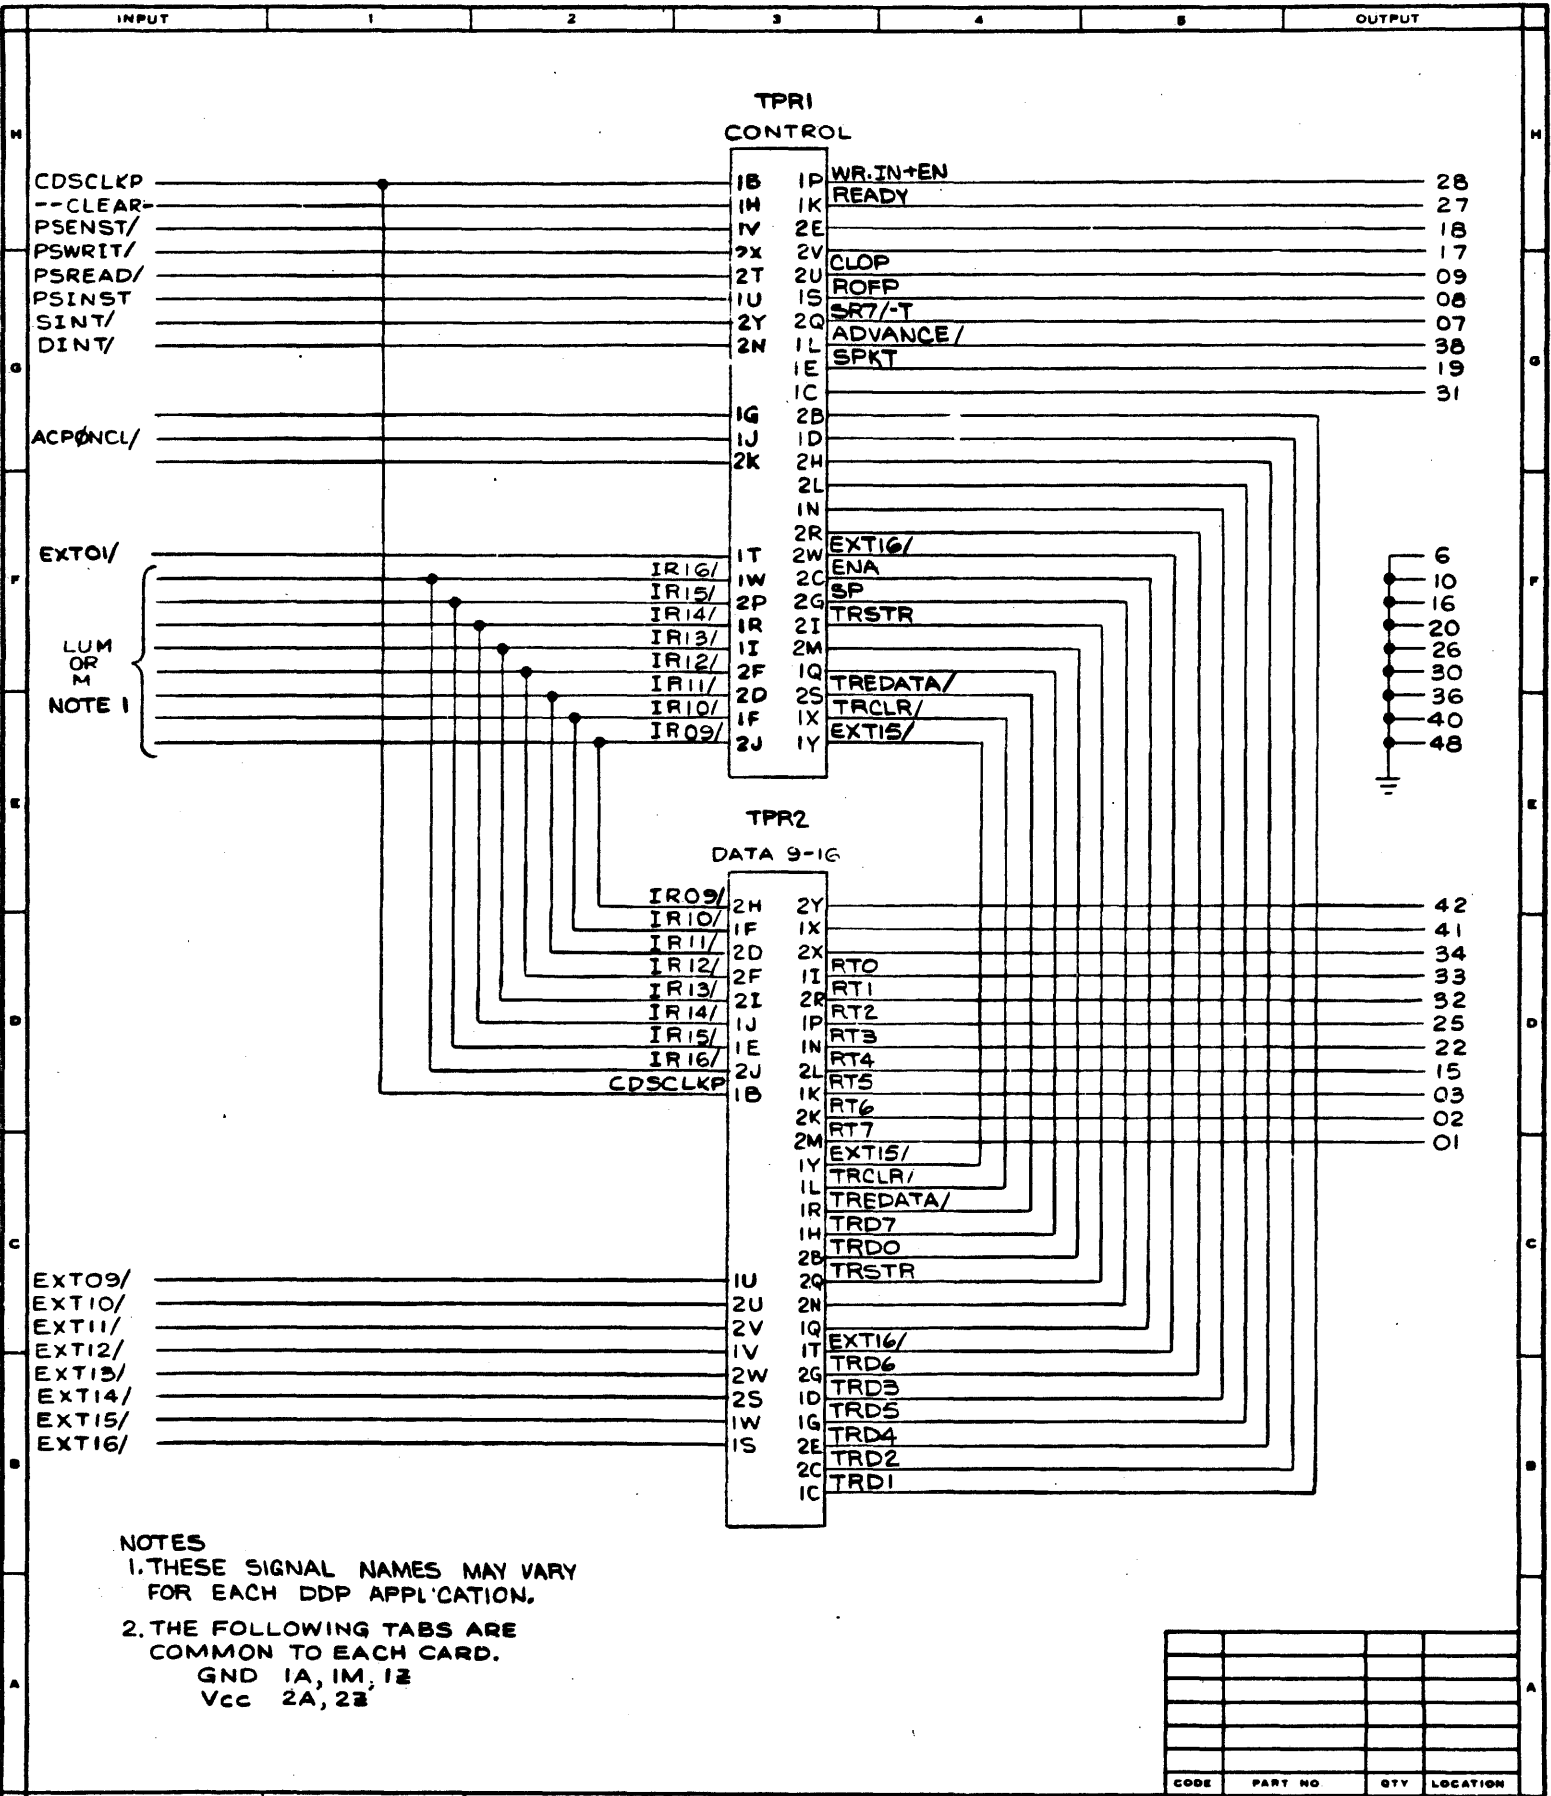 INPUT 1 2 3 4 5 OUTPUT
TPR1
H CONTROL H
CDSCLKP 1B 1P WR.IN+EN 28
--CLEAR- 1H 1K READY 27
PSENST/ 1V 2E 18
PSWRIT/ 2X 2V 17
PSREAD/ 2T 2U CLOP 09
PSINST 1U 1S ROFP 08
SINT/ 2Y 2Q SR7/-T 07
DINT/ 2N 1L ADVANCE/ 38
G 1E SPKT 19 G
1C 31
1G 2B
ACPØNCL/ 1J 1D
2K 2H
2L
1N
2R
EXT01/ 1T 2W EXT16/ 6
F IR16/ 1W 2C ENA 10 F
IR15/ 2P 2G SP 16
IR14/ 1R 2I TRSTR 20
LUM IR13/ 1I 2M 26
OR IR12/ 2F 1Q 30
M IR11/ 2D 2S TREDATA/ 36
NOTE 1 IR10/ 1F 1X TRCLR/ 40
IR09/ 2J 1Y EXT15/ 48
E E
TPR2
DATA 9-16
IR09/ 2H 2Y 42
IR10/ 1F 1X 41
IR11/ 2D 2X 34
IR12/ 2F 1I RT0 33
IR13/ 2I 2R RT1 32
D IR14/ 1J 1P RT2 25 D
IR15/ 1E 1N RT3 22
IR16/ 2J 2L RT4 15
CDSCLKP 1B 1K RT5 03
2K RT6 02
2M RT7 01
1Y EXT15/
1L TRCLR/
1R TREDATA/
C 1H TRD7 C
2B TRD0
EXT09/ 1U 2Q TRSTR
EXT10/ 2U 2N
EXT11/ 2V 1Q
EXT12/ 1V 1T EXT16/
EXT13/ 2W 2G TRD6
EXT14/ 2S 1D TRD3
EXT15/ 1W 1G TRD5
EXT16/ 1S 2E TRD4
B 2C TRD2 B
1C TRD1
NOTES
1. THESE SIGNAL NAMES MAY VARY
FOR EACH DDP APPL'CATION.
2. THE FOLLOWING TABS ARE
COMMON TO EACH CARD.
A GND 1A, 1M, 1Z A
Vcc 2A, 2Z
CODE PART NO QTY LOCATION